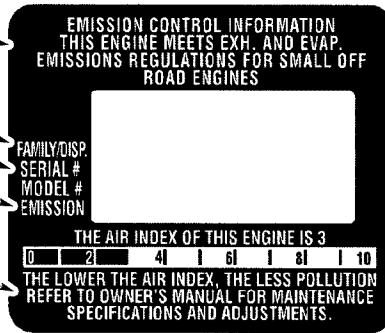 EMISSION CONTROL INFORMATION
THIS ENGINE MEETS EXH. AND EVAP.
EMISSIONS REGULATIONS FOR SMALL OFF
ROAD ENGINES
FAMILY/DISP.
SERIAL #
MODEL #
EMISSION
THE AIR INDEX OF THIS ENGINE IS 3
0 2 4 6 8 10
THE LOWER THE AIR INDEX, THE LESS POLLUTION
REFER TO OWNER'S MANUAL FOR MAINTENANCE
SPECIFICATIONS AND ADJUSTMENTS.